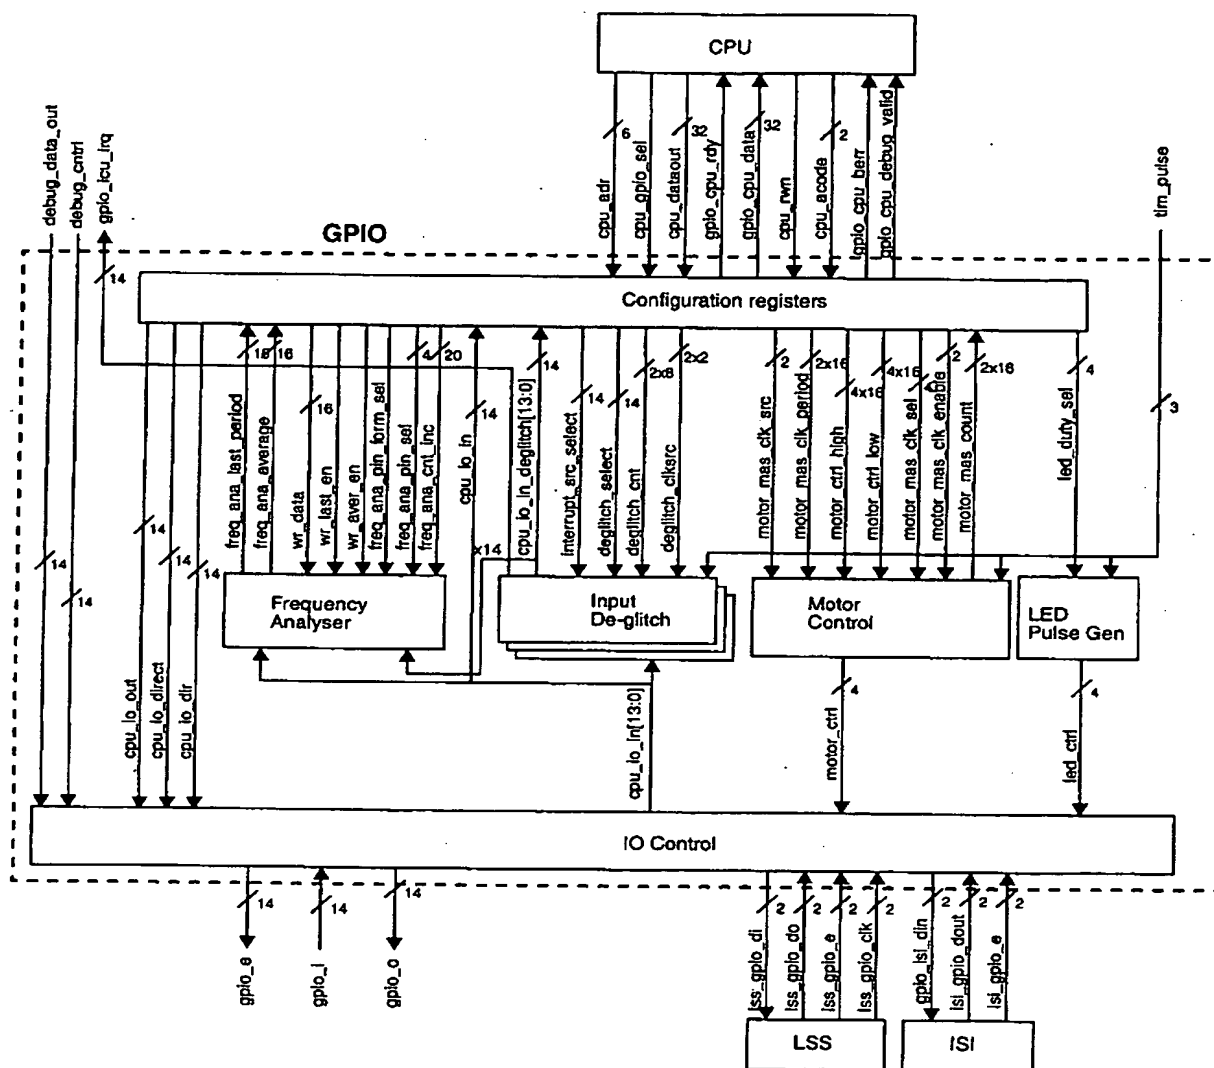 CPU
6
32
32
2
debug_data_out
debug_cntrl
gpio_icu_irq
cpu_adr
cpu_gpio_sel
cpu_dataout
gpio_cpu_rdy
gpio_cpu_data
cpu_rwn
cpu_acode
gpio_cpu_berr
gpio_cpu_debug_valid
tim_pulse
GPIO
14
Configuration registers
16
16
4
20
14
14
2x8
2x2
2
2x16
4x16
4x16
4
2
2x16
4
3
16
14
14
freq_ana_last_period
freq_ana_average
wr_data
wr_last_en
wr_aver_en
freq_ana_pin_form_sel
freq_ana_pin_sel
freq_ana_cnt_inc
cpu_io_in
cpu_io_in_deglitch[13:0]
interrupt_src_select
deglitch_select
deglitch_cnt
deglitch_clksrc
motor_mas_clk_src
motor_mas_clk_period
motor_ctrl_high
motor_ctrl_low
motor_mas_clk_sel
motor_mas_clk_enable
motor_mas_count
led_duty_sel
14
14
14
14
14
x14
Frequency
Analyser
Input
De-glitch
Motor
Control
LED
Pulse Gen
cpu_io_out
cpu_io_direct
cpu_io_dir
cpu_io_in[13:0]
4
motor_ctrl
4
led_ctrl
IO Control
14
14
14
2
2
2
2
2
2
2
gpio_e
gpio_i
gpio_o
lss_gpio_di
lss_gpio_do
lss_gpio_e
lss_gpio_clk
gpio_isi_din
isi_gpio_dout
isi_gpio_e
LSS
ISI